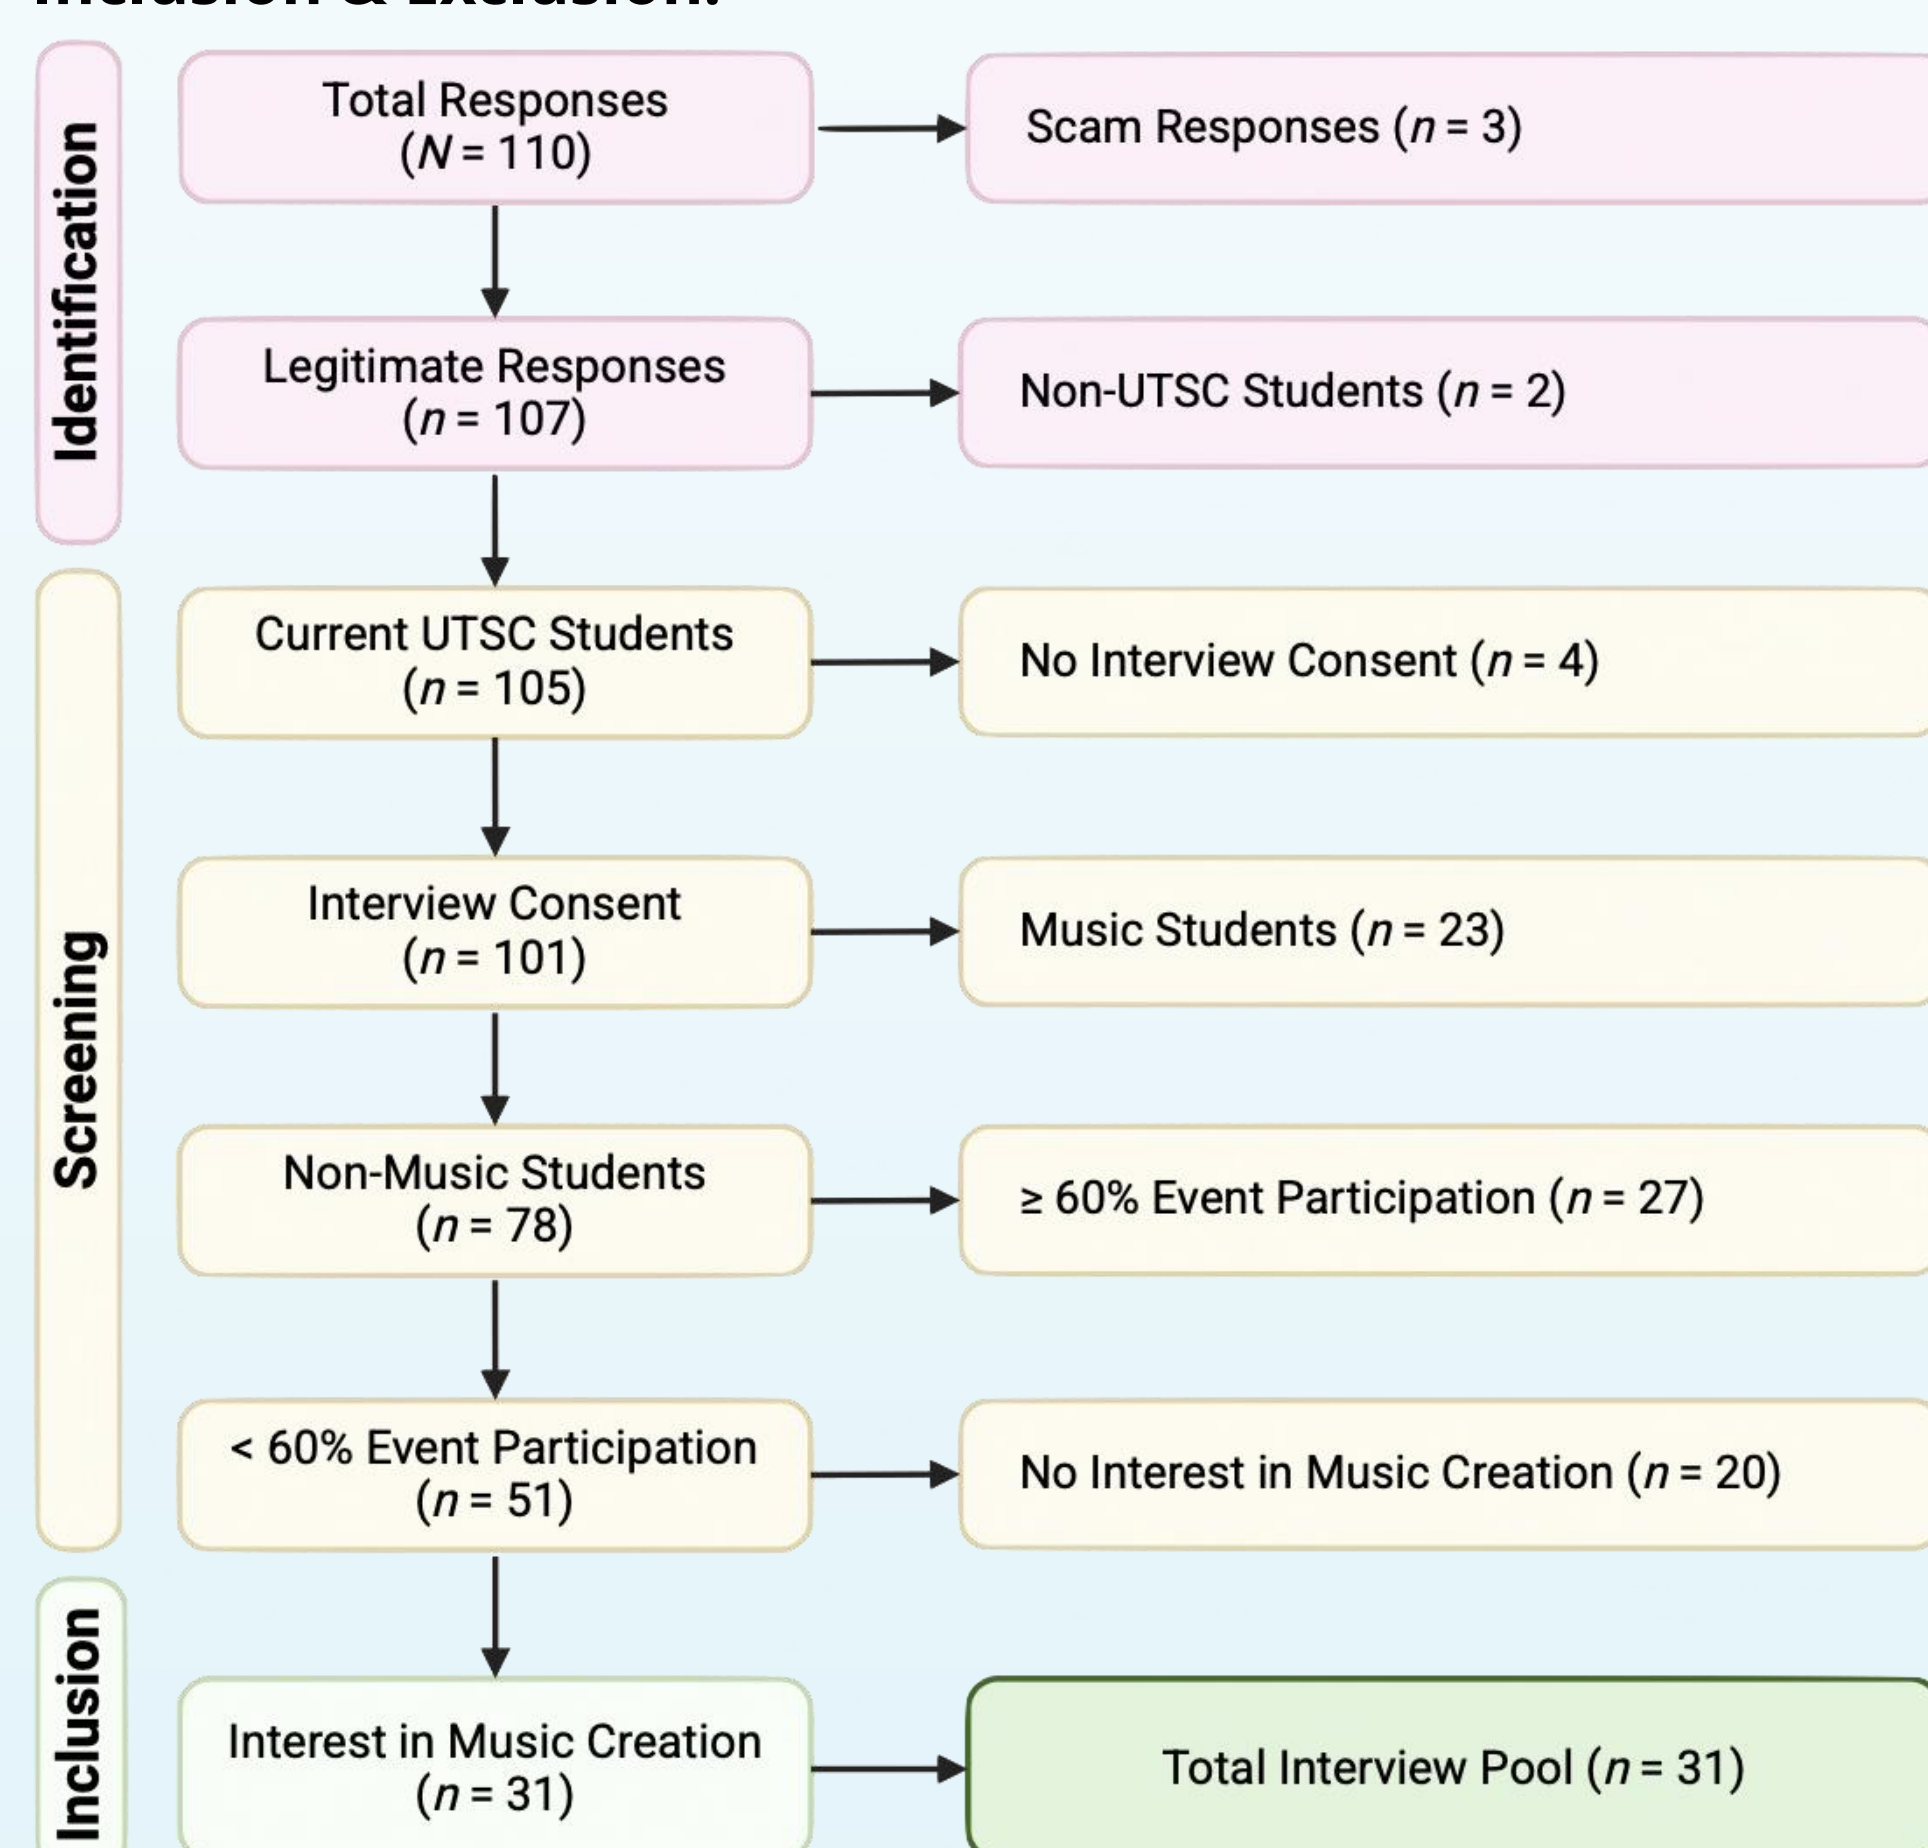 Inclusion & Exclusion:
Identification
Total Responses
(N = 110)
Scam Responses (n = 3)
Legitimate Responses
(n = 107)
Non-UTSC Students (n = 2)
Screening
Current UTSC Students
(n = 105)
No Interview Consent (n = 4)
Interview Consent
(n = 101)
Music Students (n = 23)
Non-Music Students
(n = 78)
≥ 60% Event Participation (n = 27)
< 60% Event Participation
(n = 51)
No Interest in Music Creation (n = 20)
Inclusion
Interest in Music Creation
(n = 31)
Total Interview Pool (n = 31)